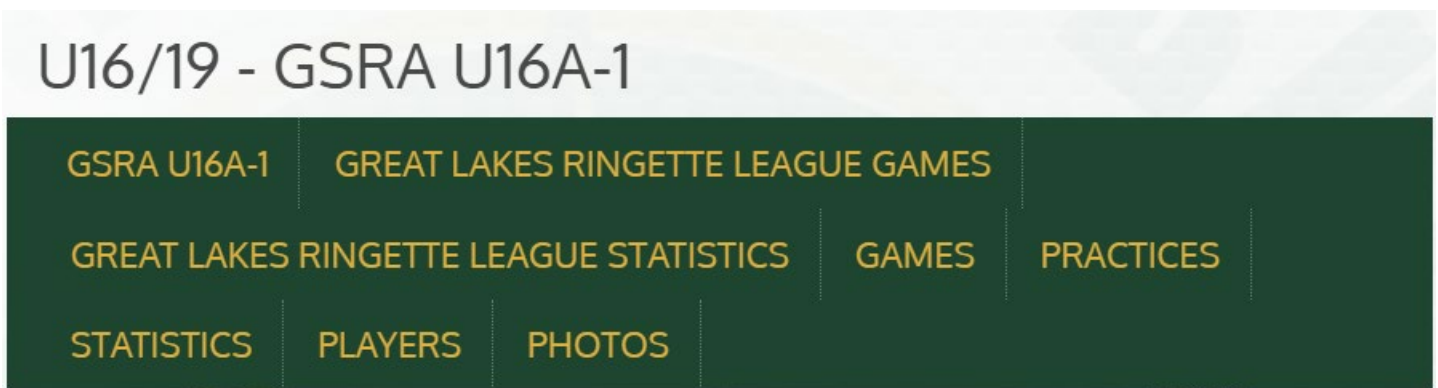 U16/19 - GSRA U16A-1
GSRA U16A-1 GREAT LAKES RINGETTE LEAGUE GAMES
GREAT LAKES RINGETTE LEAGUE STATISTICS GAMES PRACTICES
STATISTICS PLAYERS PHOTOS